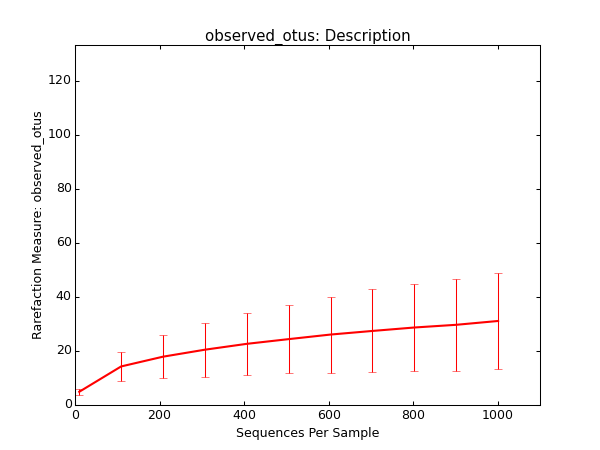 observed_otus: Description
Rarefaction Measure: observed_otus
120
100
80
60
40
20
0
0 200 400 600 800 1000
Sequences Per Sample